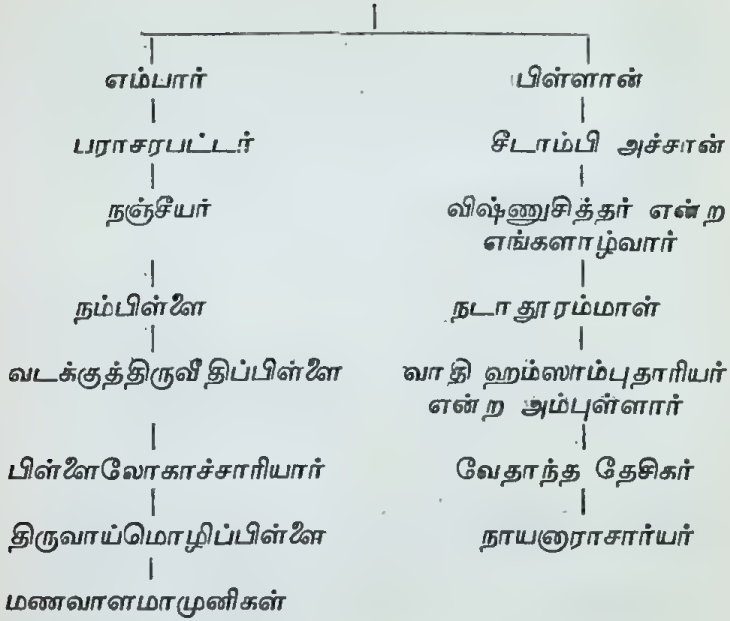 எம்பார்
பராசரபட்டர்
நஞ்சீயர்
நம்பிள்ளை
வடக்குத்திருவீதிப்பிள்ளை
பிள்ளைலோகாச்சாரியார்
திருவாய்மொழிப்பிள்ளை
மணவாளமாமுனிகள்
பிள்ளான்
சீடாம்பி அச்சான்
விஷ்ணுசித்தர் என்ற
எங்களாழ்வார்
நடாதூரம்மாள்
வாதி ஹம்ஸாம்புதாரியர்
என்ற அம்புள்ளார்
வேதாந்த தேசிகர்
நாயனாராசார்யர்